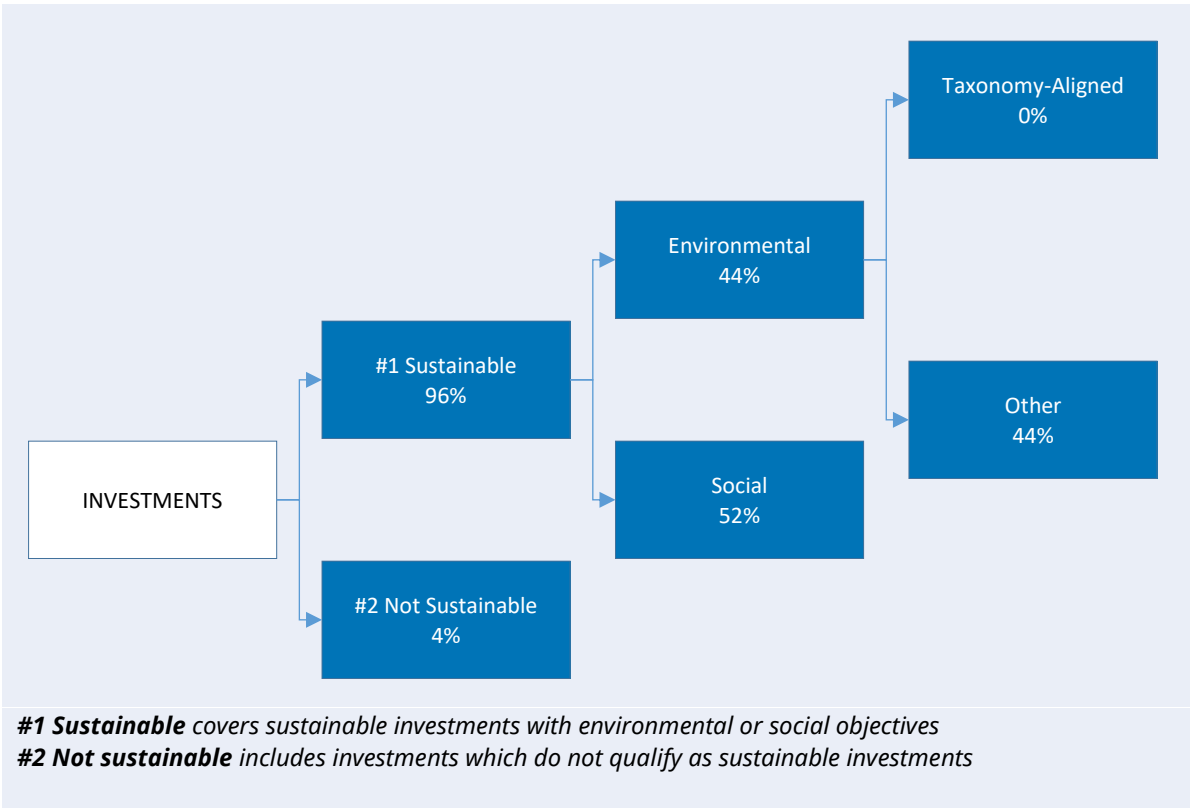 Taxonomy-Aligned
0%
Environmental
44%
#1 Sustainable
96%
Other
44%
INVESTMENTS
Social
52%
#2 Not Sustainable
4%
#1 Sustainable covers sustainable investments with environmental or social objectives
#2 Not sustainable includes investments which do not qualify as sustainable investments